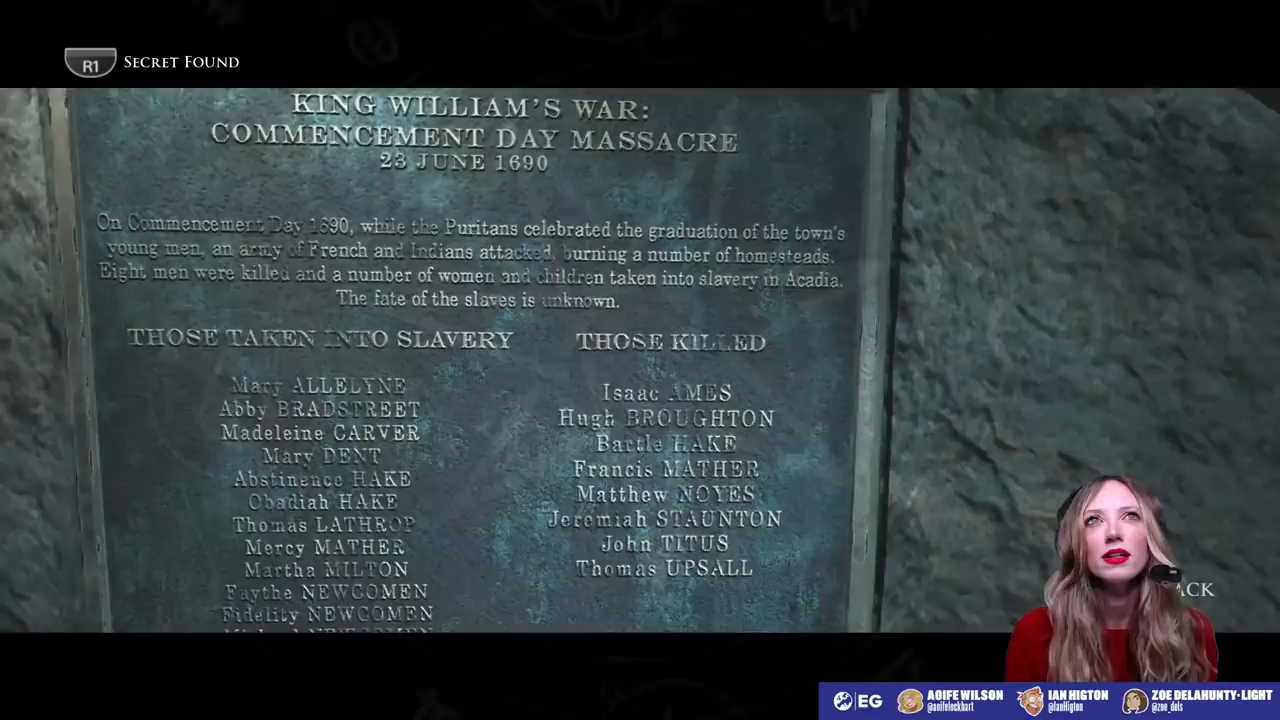 R1 SECRET FOUND
KING WILLIAM'S WAR:
COMMENCEMENT DAY MASSACRE
23 JUNE 1690
On Commencement Day 1690, while the Puritans celebrated the graduation of the town's
young men, an army of French and Indians attacked, burning a number of homesteads.
Eight men were killed and a number of women and children taken into slavery in Acadia.
The fate of the slaves is unknown.
THOSE TAKEN INTO SLAVERY
Mary ALLELYNE
Abby BRADSTREET
Madeleine CARVER
Mary DENT
Abstinence HAKE
Obadiah HAKE
Thomas LATHROP
Mercy MATHER
Martha MILTON
Faythe NEWCOMEN
Fidelity NEWCOMEN
THOSE KILLED
Isaac AMES
Hugh BROUGHTON
Bartle HAKE
Francis MATHER
Matthew NOYES
Jeremiah STAUNTON
John TITUS
Thomas UPSALL
ACK
EG
AOIFE WILSON
@aoifelockhart
IAN HIGTON
@IanHigton
ZOE DELAHUNTY-LIGHT
@zoe_dels